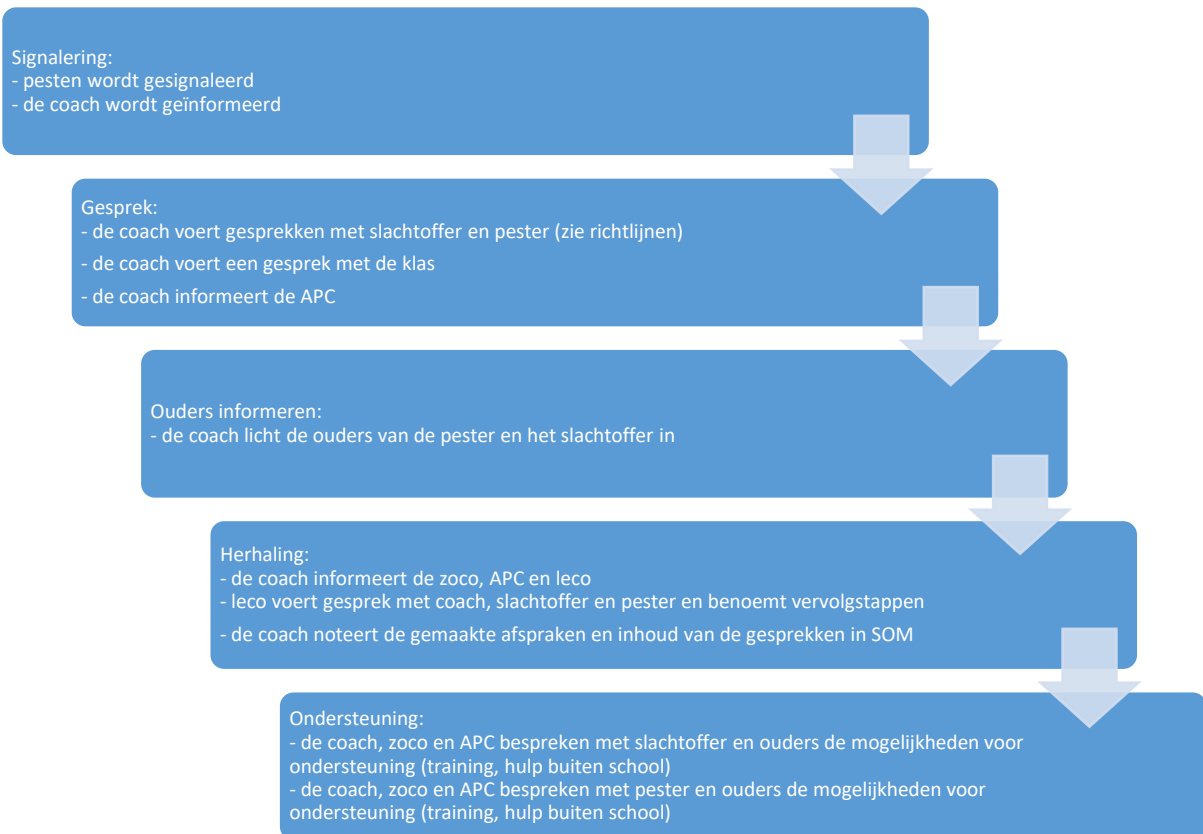 Signalering:
- pesten wordt gesignaleerd
- de coach wordt geïnformeerd
Gesprek:
- de coach voert gesprekken met slachtoffer en pester (zie richtlijnen)
- de coach voert een gesprek met de klas
- de coach informeert de APC
Ouders informeren:
- de coach licht de ouders van de pester en het slachtoffer in
Herhaling:
- de coach informeert de zoco, APC en leco
- leco voert gesprek met coach, slachtoffer en pester en benoemt vervolgstappen
- de coach noteert de gemaakte afspraken en inhoud van de gesprekken in SOM
Ondersteuning:
- de coach, zoco en APC bespreken met slachtoffer en ouders de mogelijkheden voor
ondersteuning (training, hulp buiten school)
- de coach, zoco en APC bespreken met pester en ouders de mogelijkheden voor
ondersteuning (training, hulp buiten school)